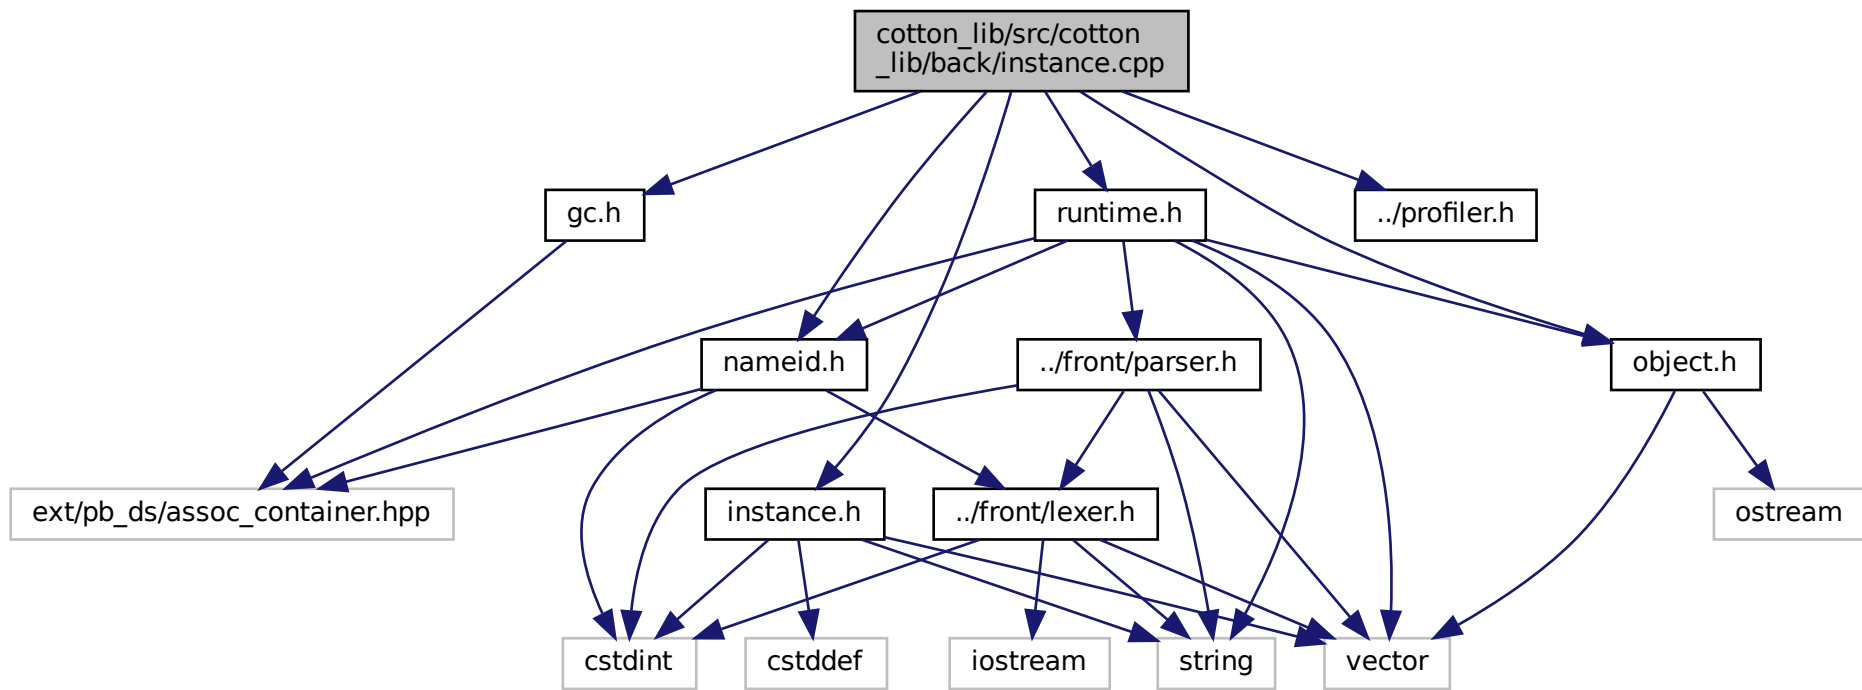 cotton_lib/src/cotton
_lib/back/instance.cpp
gc.h
runtime.h
../profiler.h
nameid.h
../front/parser.h
object.h
ext/pb_ds/assoc_container.hpp
instance.h
../front/lexer.h
ostream
cstdint
cstddef
iostream
string
vector